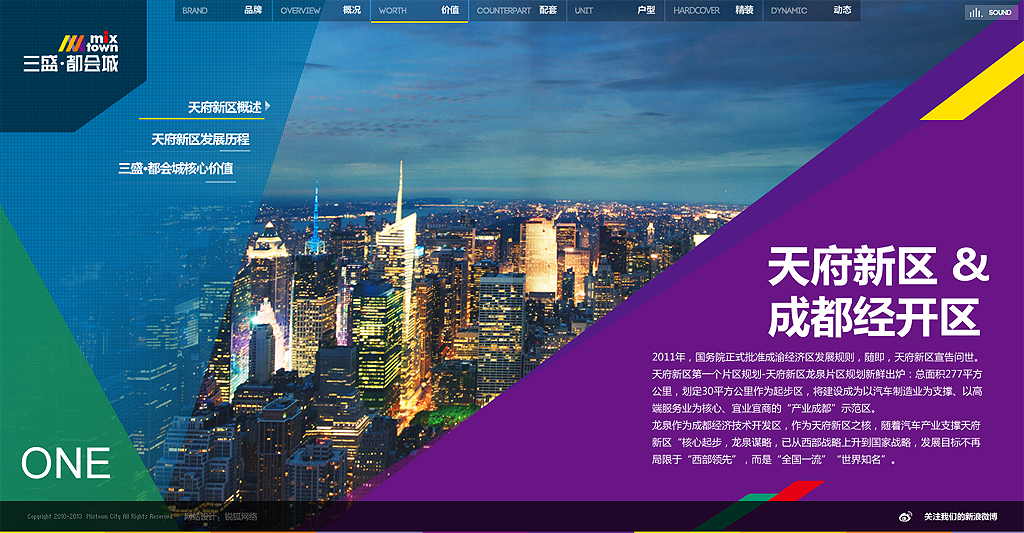 BRAND 品牌
OVERVIEW 概况
WORTH 价值
COUNTERPART 配套
UNIT 户型
HARDCOVER 精装
DYNAMIC 动态
SOUND
mix
town
三盛·都会城
天府新区概述
天府新区发展历程
三盛·都会城核心价值
天府新区 &
成都经开区
2011年，国务院正式批准成渝经济区发展规则，随即，天府新区宣告问世。
天府新区第一个片区规划-天府新区龙泉片区规划新鲜出炉：总面积277平方
公里，划定30平方公里作为起步区，将建设成为以汽车制造业为支撑、以高
端服务业为核心、宜业宜商的“产业成都”示范区。
龙泉作为成都经济技术开发区，作为天府新区之核，随着汽车产业支撑天府
新区“核心起步，龙泉谋略，已从西部战略上升到国家战略，发展目标不再
局限于“西部领先”，而是“全国一流”“世界知名”。
ONE
Copyright 2010-2013 Mixtown City All Rights Reserved 网站设计：锐狐网络
关注我们的新浪微博